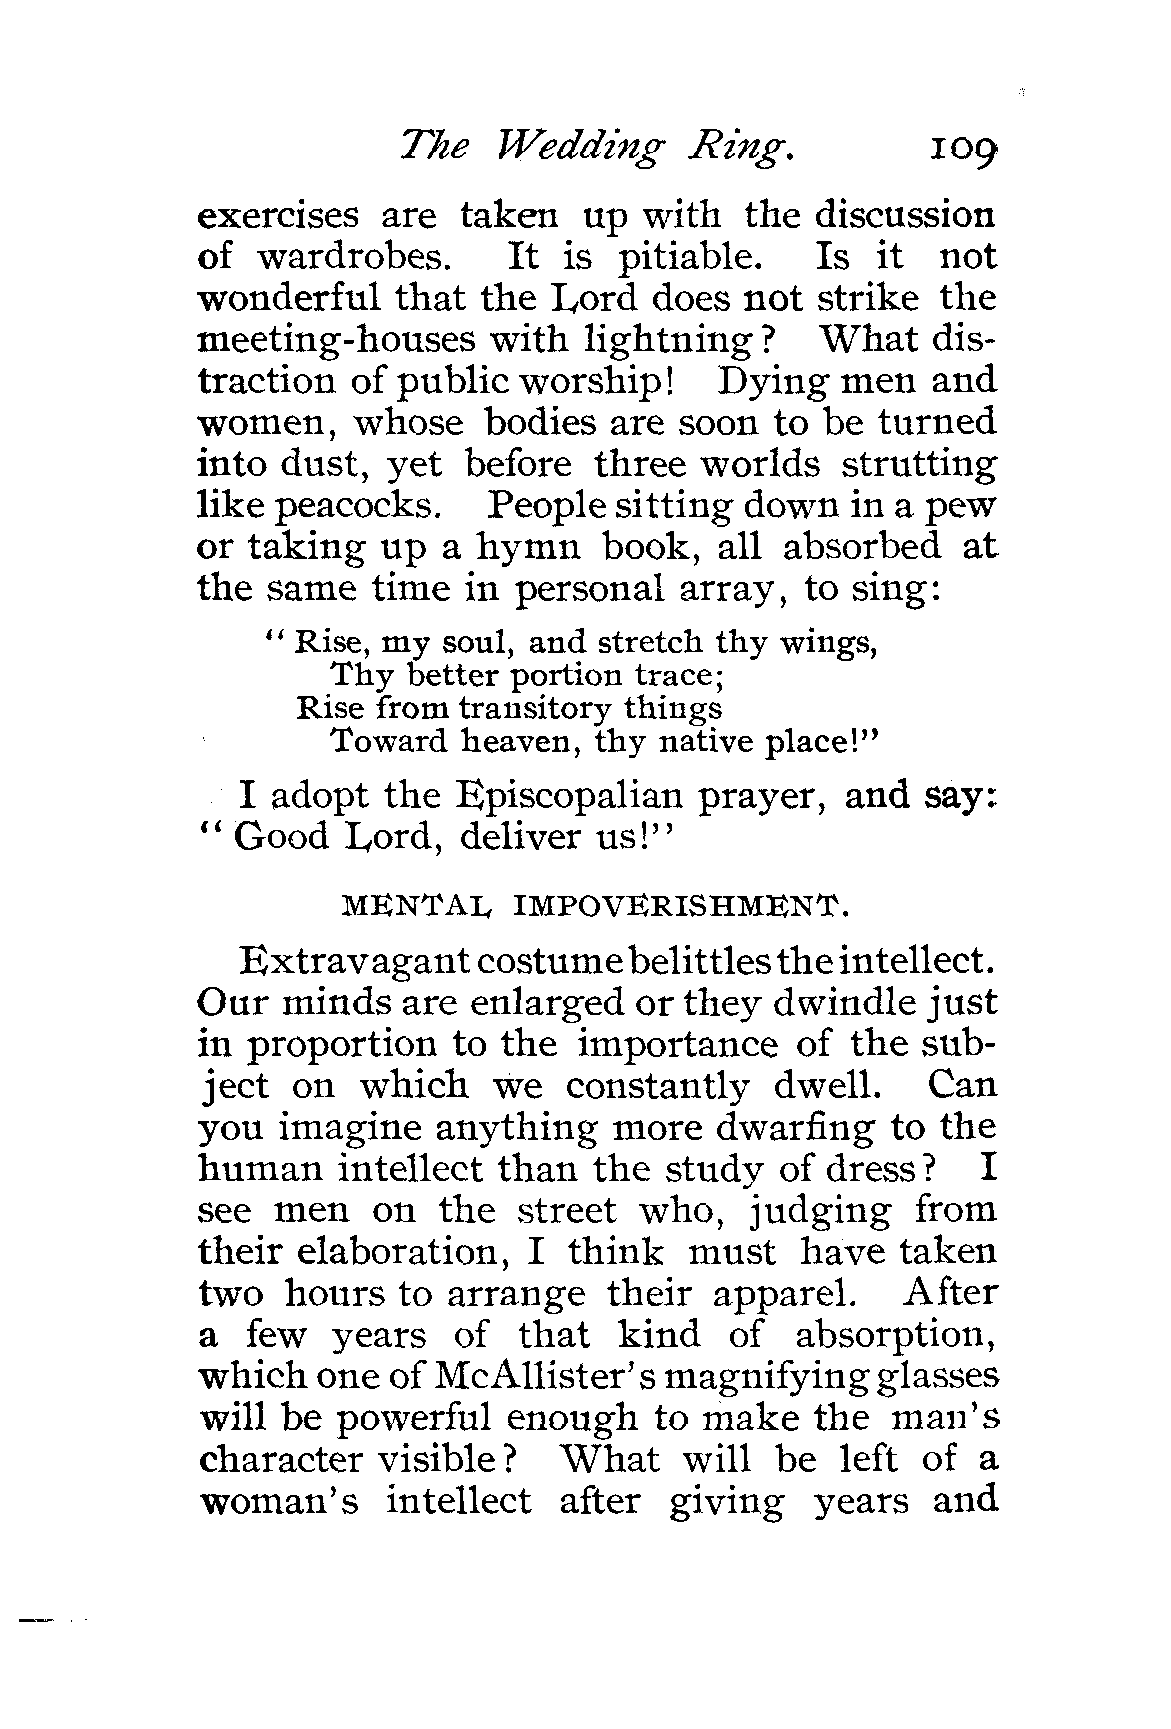 The Wedding Ring. 109
exercises are taken up with the discussion
of wardrobes. It is pitiable. Is it not
wonderful that the Lord does not strike the
meeting-houses with lightning? What dis-
traction of public worship! Dying men and
women, whose bodies are soon to be turned
into dust, yet before three worlds strutting
like peacocks. People sitting down in a pew
or taking up a hymn book, all absorbed at
the same time in personal array, to sing:
"Rise, my soul, and stretch thy wings,
Thy better portion trace;
Rise from transitory things
Toward heaven, thy native place!"
I adopt the Episcopalian prayer, and say:
"Good Lord, deliver us!"
MENTAL IMPOVERISHMENT.
Extravagant costume belittles the intellect.
Our minds are enlarged or they dwindle just
in proportion to the importance of the sub-
ject on which we constantly dwell. Can
you imagine anything more dwarfing to the
human intellect than the study of dress? I
see men on the street who, judging from
their elaboration, I think must have taken
two hours to arrange their apparel. After
a few years of that kind of absorption,
which one of McAllister's magnifying glasses
will be powerful enough to make the man's
character visible? What will be left of a
woman's intellect after giving years and